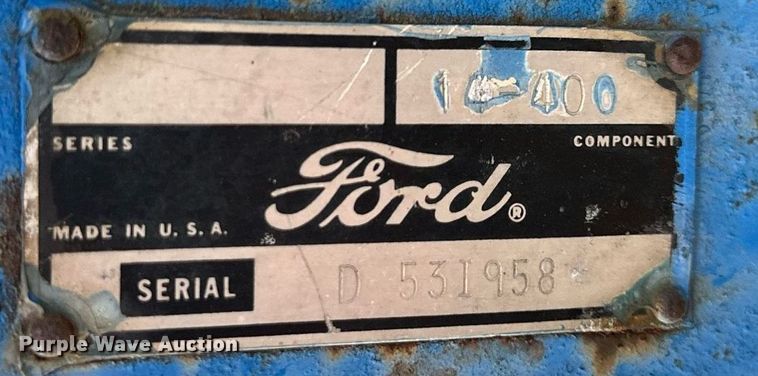 SERIES
COMPONENT
Ford®
MADE IN U. S. A.
SERIAL D 531958
Purple Wave Auction